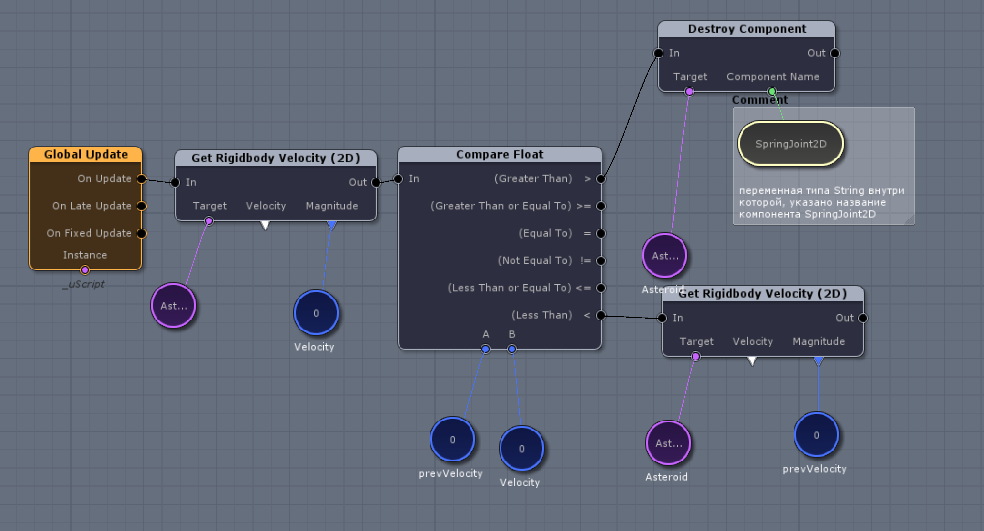 Destroy Component
In
Out
Target
Component Name
Comment
SpringJoint2D
переменная типа String внутри
которой, указано название
компонента SpringJoint2D
Global Update
On Update
On Late Update
On Fixed Update
Instance
_uScript
Get Rigidbody Velocity (2D)
In
Out
Target
Velocity
Magnitude
Ast...
0
Velocity
Compare Float
In
(Greater Than) >
(Greater Than or Equal To) >=
(Equal To) =
(Not Equal To) !=
(Less Than or Equal To) <=
(Less Than) <
A
B
0
prevVelocity
0
Velocity
Ast...
Asteroid
Get Rigidbody Velocity (2D)
In
Out
Target
Velocity
Magnitude
Ast...
Asteroid
0
prevVelocity